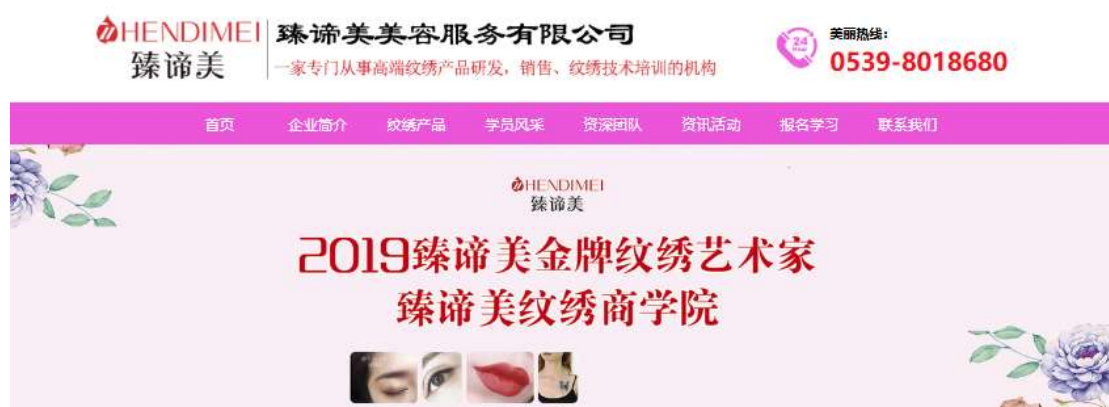 HENDIMEI
臻谛美
臻谛美美容服务有限公司
一家专门从事高端纹绣产品研发，销售、纹绣技术培训的机构
24
美丽热线：
0539-8018680
首页 企业简介 纹绣产品 学员风采 资深团队 资讯活动 报名学习 联系我们
HENDIMEI
臻谛美
2019臻谛美金牌纹绣艺术家
臻谛美纹绣商学院